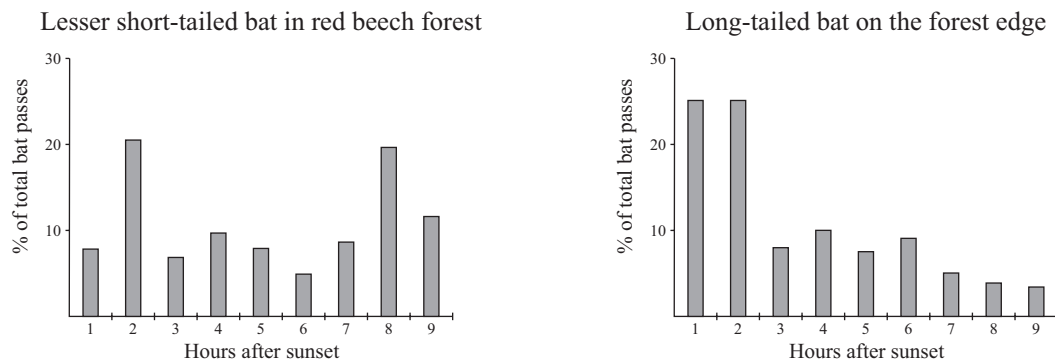 Lesser short-tailed bat in red beech forest
30
20
10
% of total bat passes
1 2 3 4 5 6 7 8 9
Hours after sunset
Long-tailed bat on the forest edge
30
20
10
% of total bat passes
1 2 3 4 5 6 7 8 9
Hours after sunset